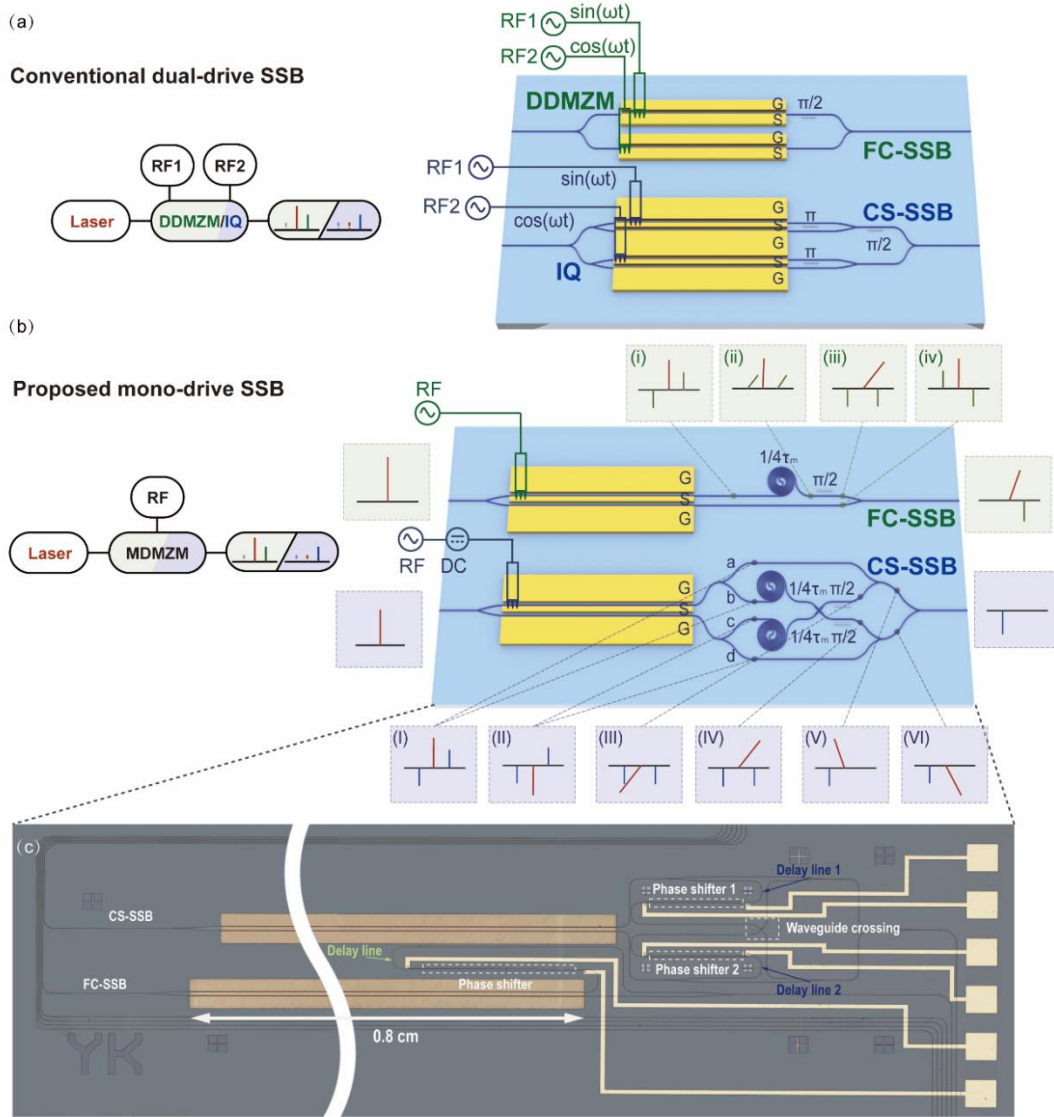 (a)
Conventional dual-drive SSB
RF1
RF2
Laser
DDMZM/IQ
RF1
sin(ωt)
RF2
cos(ωt)
DDMZM
G
S
G
S
π/2
FC-SSB
RF1
sin(ωt)
RF2
cos(ωt)
IQ
G
S
G
S
G
π
π
π/2
CS-SSB
(b)
Proposed mono-drive SSB
RF
Laser
MDMZM
(i)
(ii)
(iii)
(iv)
RF
G
S
G
1/4τm
π/2
FC-SSB
RF
DC
G
S
G
a
b
c
d
1/4τm π/2
1/4τm π/2
CS-SSB
(I)
(II)
(III)
(IV)
(V)
(VI)
(c)
CS-SSB
FC-SSB
Delay line
Phase shifter
0.8 cm
YK
Phase shifter 1
Delay line 1
Waveguide crossing
Phase shifter 2
Delay line 2